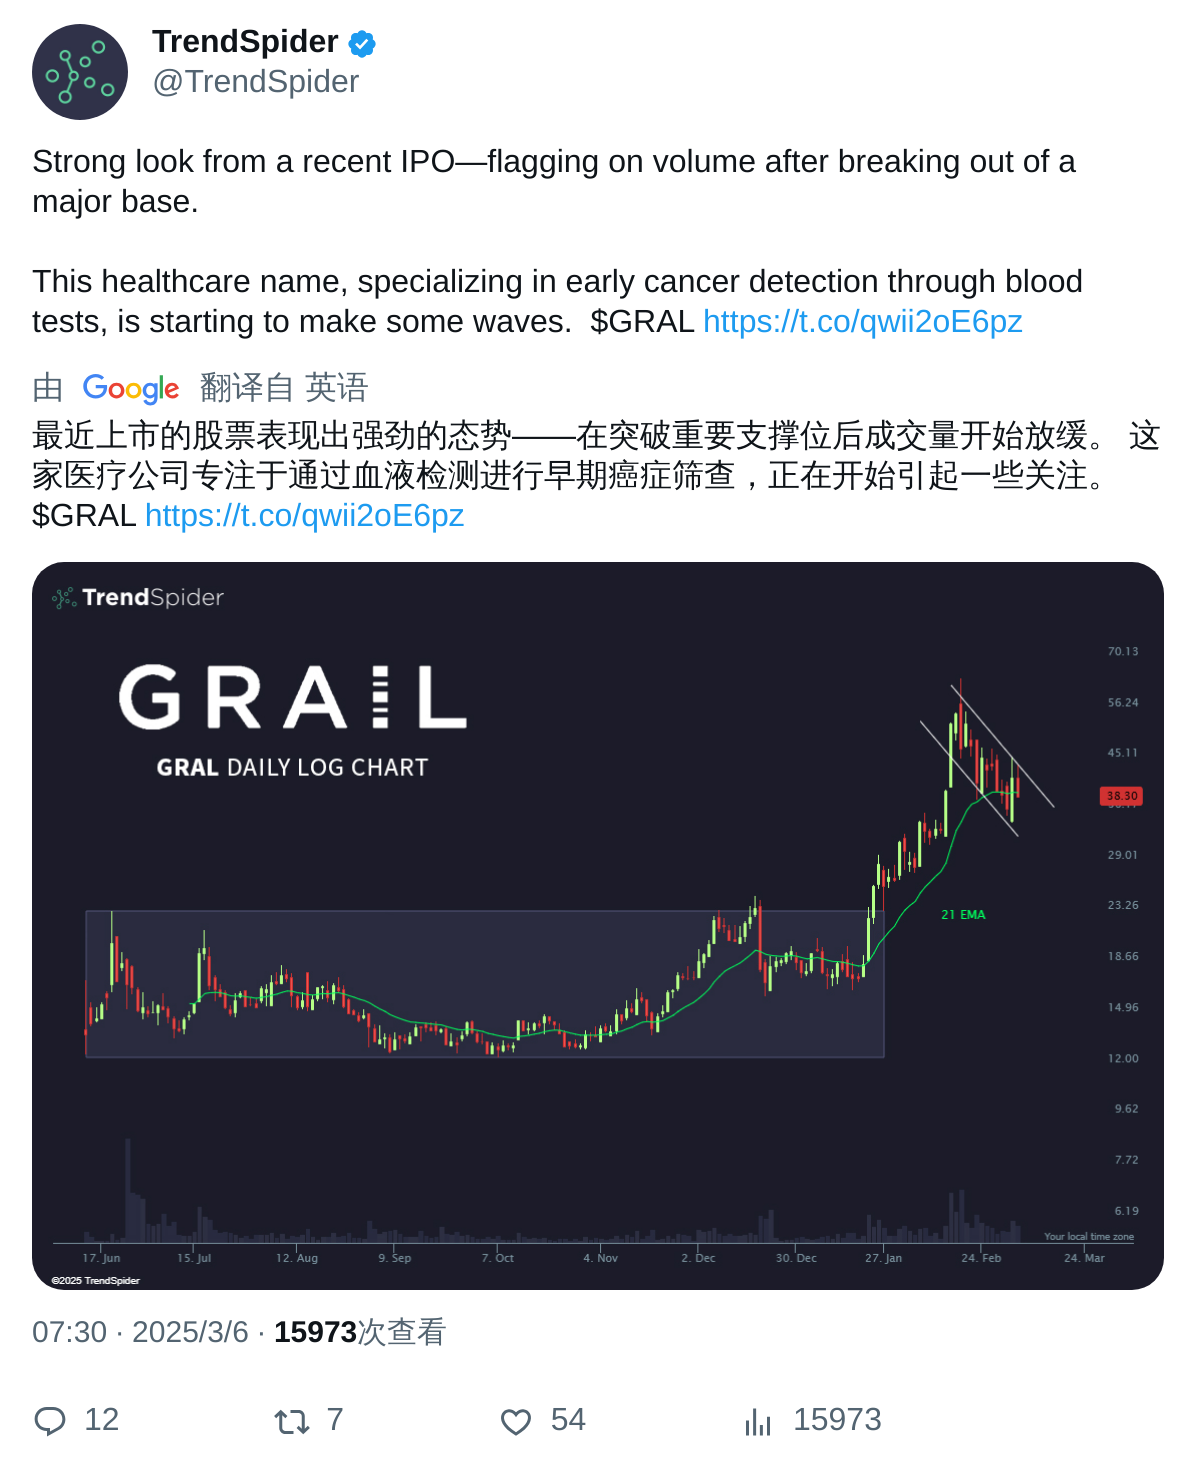 TrendSpider
@TrendSpider
Strong look from a recent IPO—flagging on volume after breaking out of a
major base.
This healthcare name, specializing in early cancer detection through blood
tests, is starting to make some waves.  $GRAL https://t.co/qwii2oE6pz
由 Google 翻译自 英语
最近上市的股票表现出强劲的态势——在突破重要支撑位后成交量开始放缓。 这
家医疗公司专注于通过血液检测进行早期癌症筛查，正在开始引起一些关注。
$GRAL https://t.co/qwii2oE6pz
TrendSpider
GRAIL
GRAL DAILY LOG CHART
70.13
56.24
45.11
38.30
29.01
23.26
21 EMA
18.66
14.96
12.00
9.62
7.72
6.19
Your local time zone
17. Jun 15. Jul 12. Aug 9. Sep 7. Oct 4. Nov 2. Dec 30. Dec 27. Jan 24. Feb 24. Mar
©2025 TrendSpider
07:30 · 2025/3/6 · 15973次查看
12 7 54 15973